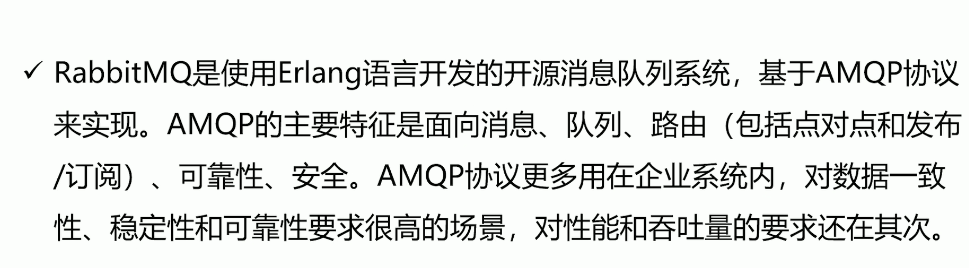 ✓ RabbitMQ是使用Erlang语言开发的开源消息队列系统，基于AMQP协议
来实现。AMQP的主要特征是面向消息、队列、路由（包括点对点和发布
/订阅）、可靠性、安全。AMQP协议更多用在企业系统内，对数据一致
性、稳定性和可靠性要求很高的场景，对性能和吞吐量的要求还在其次。